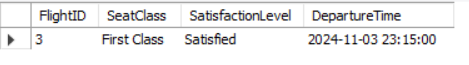 FlightID SeatClass SatisfactionLevel DepartureTime
3 First Class Satisfied 2024-11-03 23:15:00